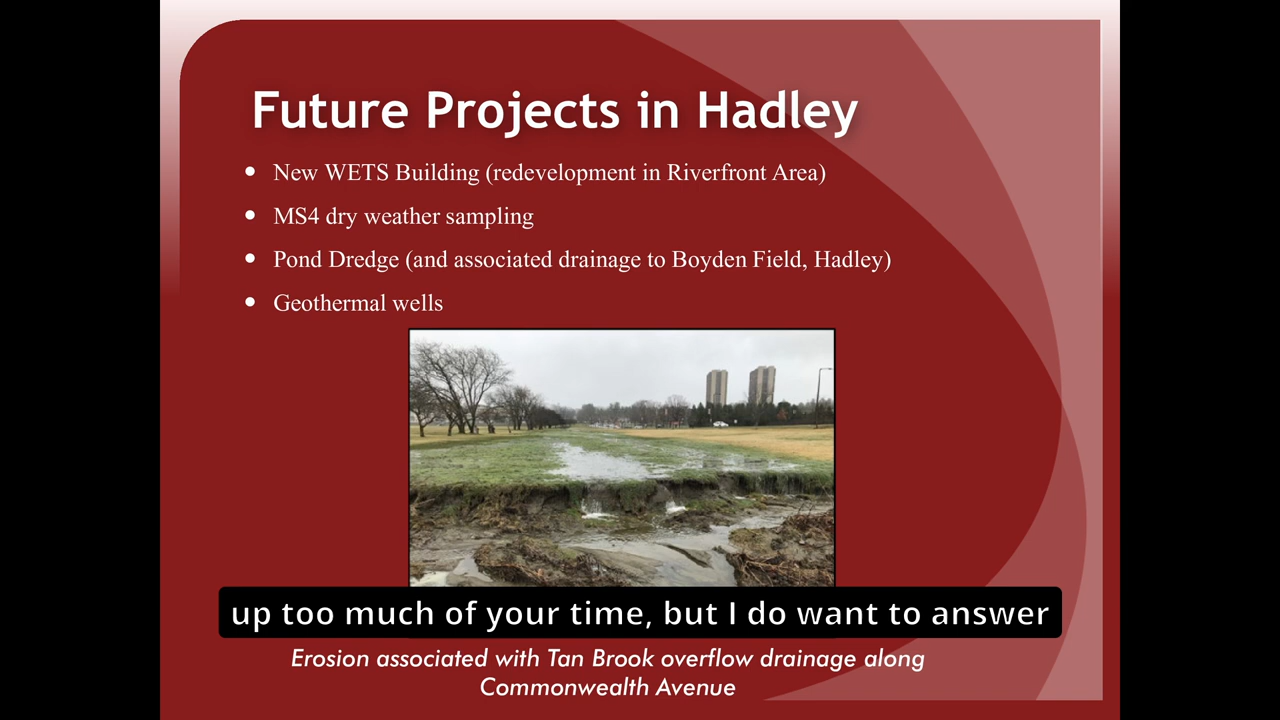 Future Projects in Hadley
• New WETS Building (redevelopment in Riverfront Area)
• MS4 dry weather sampling
• Pond Dredge (and associated drainage to Boyden Field, Hadley)
• Geothermal wells
up too much of your time, but I do want to answer
Erosion associated with Tan Brook overflow drainage along
Commonwealth Avenue